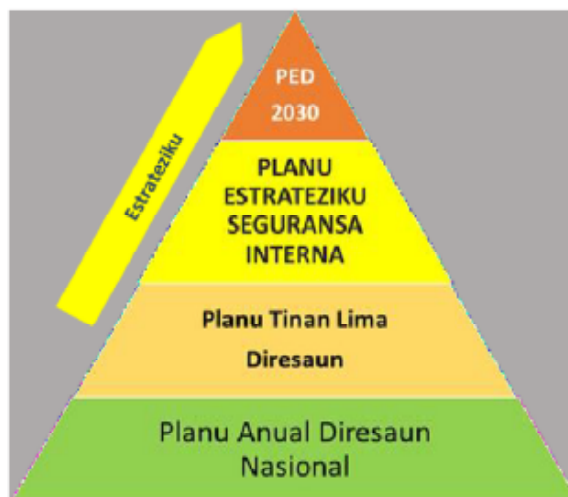 Estrateziku
PED
2030
PLANU
ESTRATEZIKU
SEGURANSA
INTERNA
Planu Tinan Lima
Diresaun
Planu Anual Diresaun
Nasional